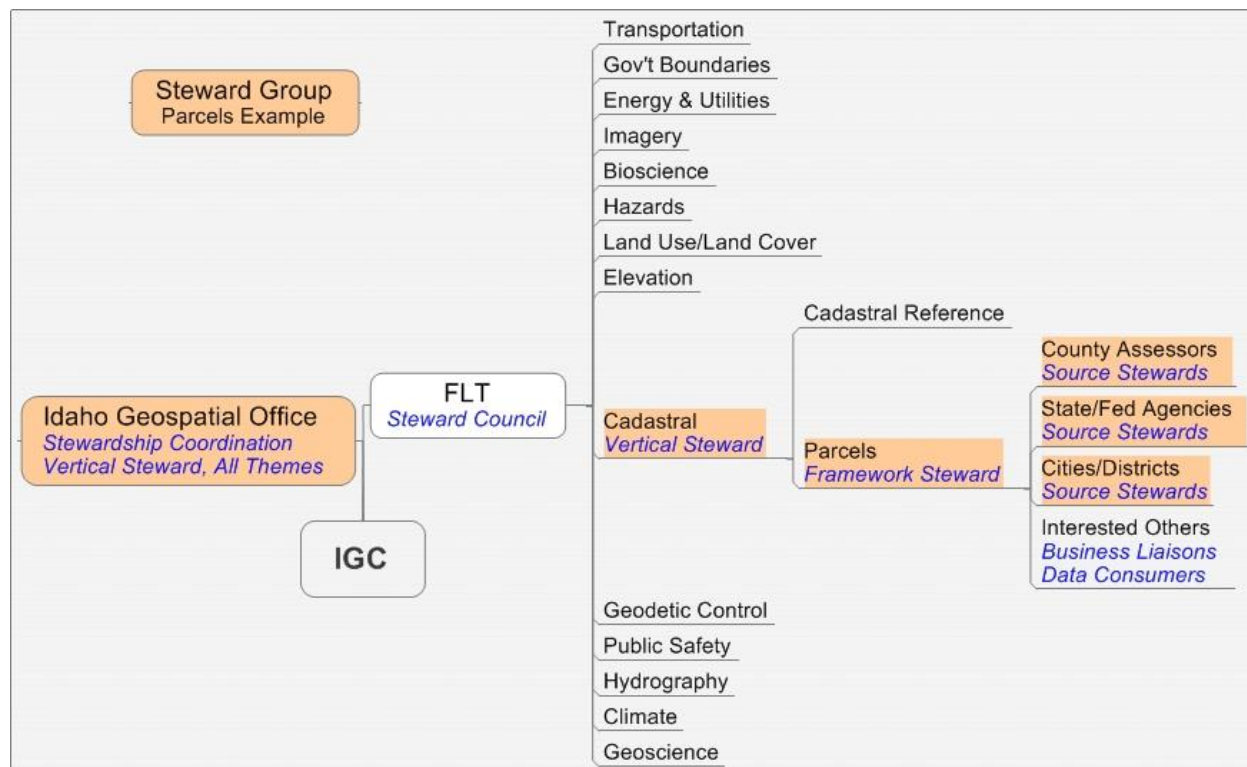 Steward Group
Parcels Example
Idaho Geospatial Office
Stewardship Coordination
Vertical Steward, All Themes
IGC
FLT
Steward Council
Transportation
Gov't Boundaries
Energy & Utilities
Imagery
Bioscience
Hazards
Land Use/Land Cover
Elevation
Cadastral
Vertical Steward
Cadastral Reference
Parcels
Framework Steward
County Assessors
Source Stewards
State/Fed Agencies
Source Stewards
Cities/Districts
Source Stewards
Interested Others
Business Liaisons
Data Consumers
Geodetic Control
Public Safety
Hydrography
Climate
Geoscience